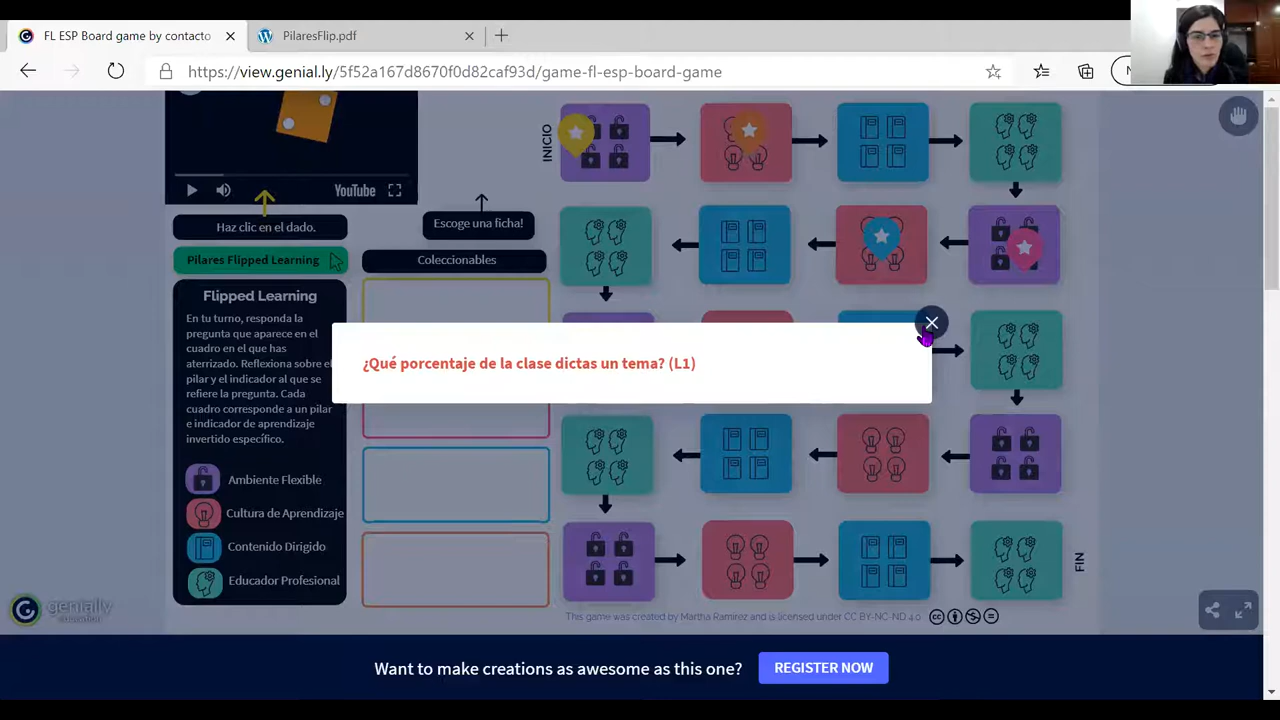 FL ESP Board game by contacto
PilaresFlip.pdf
https://view.genial.ly/5f52a167d8670f0d82caf93d/game-fl-esp-board-game
YouTube
INICIO
Haz clic en el dado.
Escoge una ficha!
Pilares Flipped Learning
Coleccionables
Flipped Learning
En tu turno, responda la
pregunta que aparece en el
cuadro en el que has
aterrizado. Reflexiona sobre el
pilar y el indicador al que se
refiere la pregunta. Cada
cuadro corresponde a un pilar
e indicador de aprendizaje
invertido específico.
¿Qué porcentaje de la clase dictas un tema? (L1)
Ambiente Flexible
Cultura de Aprendizaje
Contenido Dirigido
Educador Profesional
FIN
genially
education
This game was created by Martha Ramirez and is licensed under CC BY-NC-ND 4.0
Want to make creations as awesome as this one?
REGISTER NOW